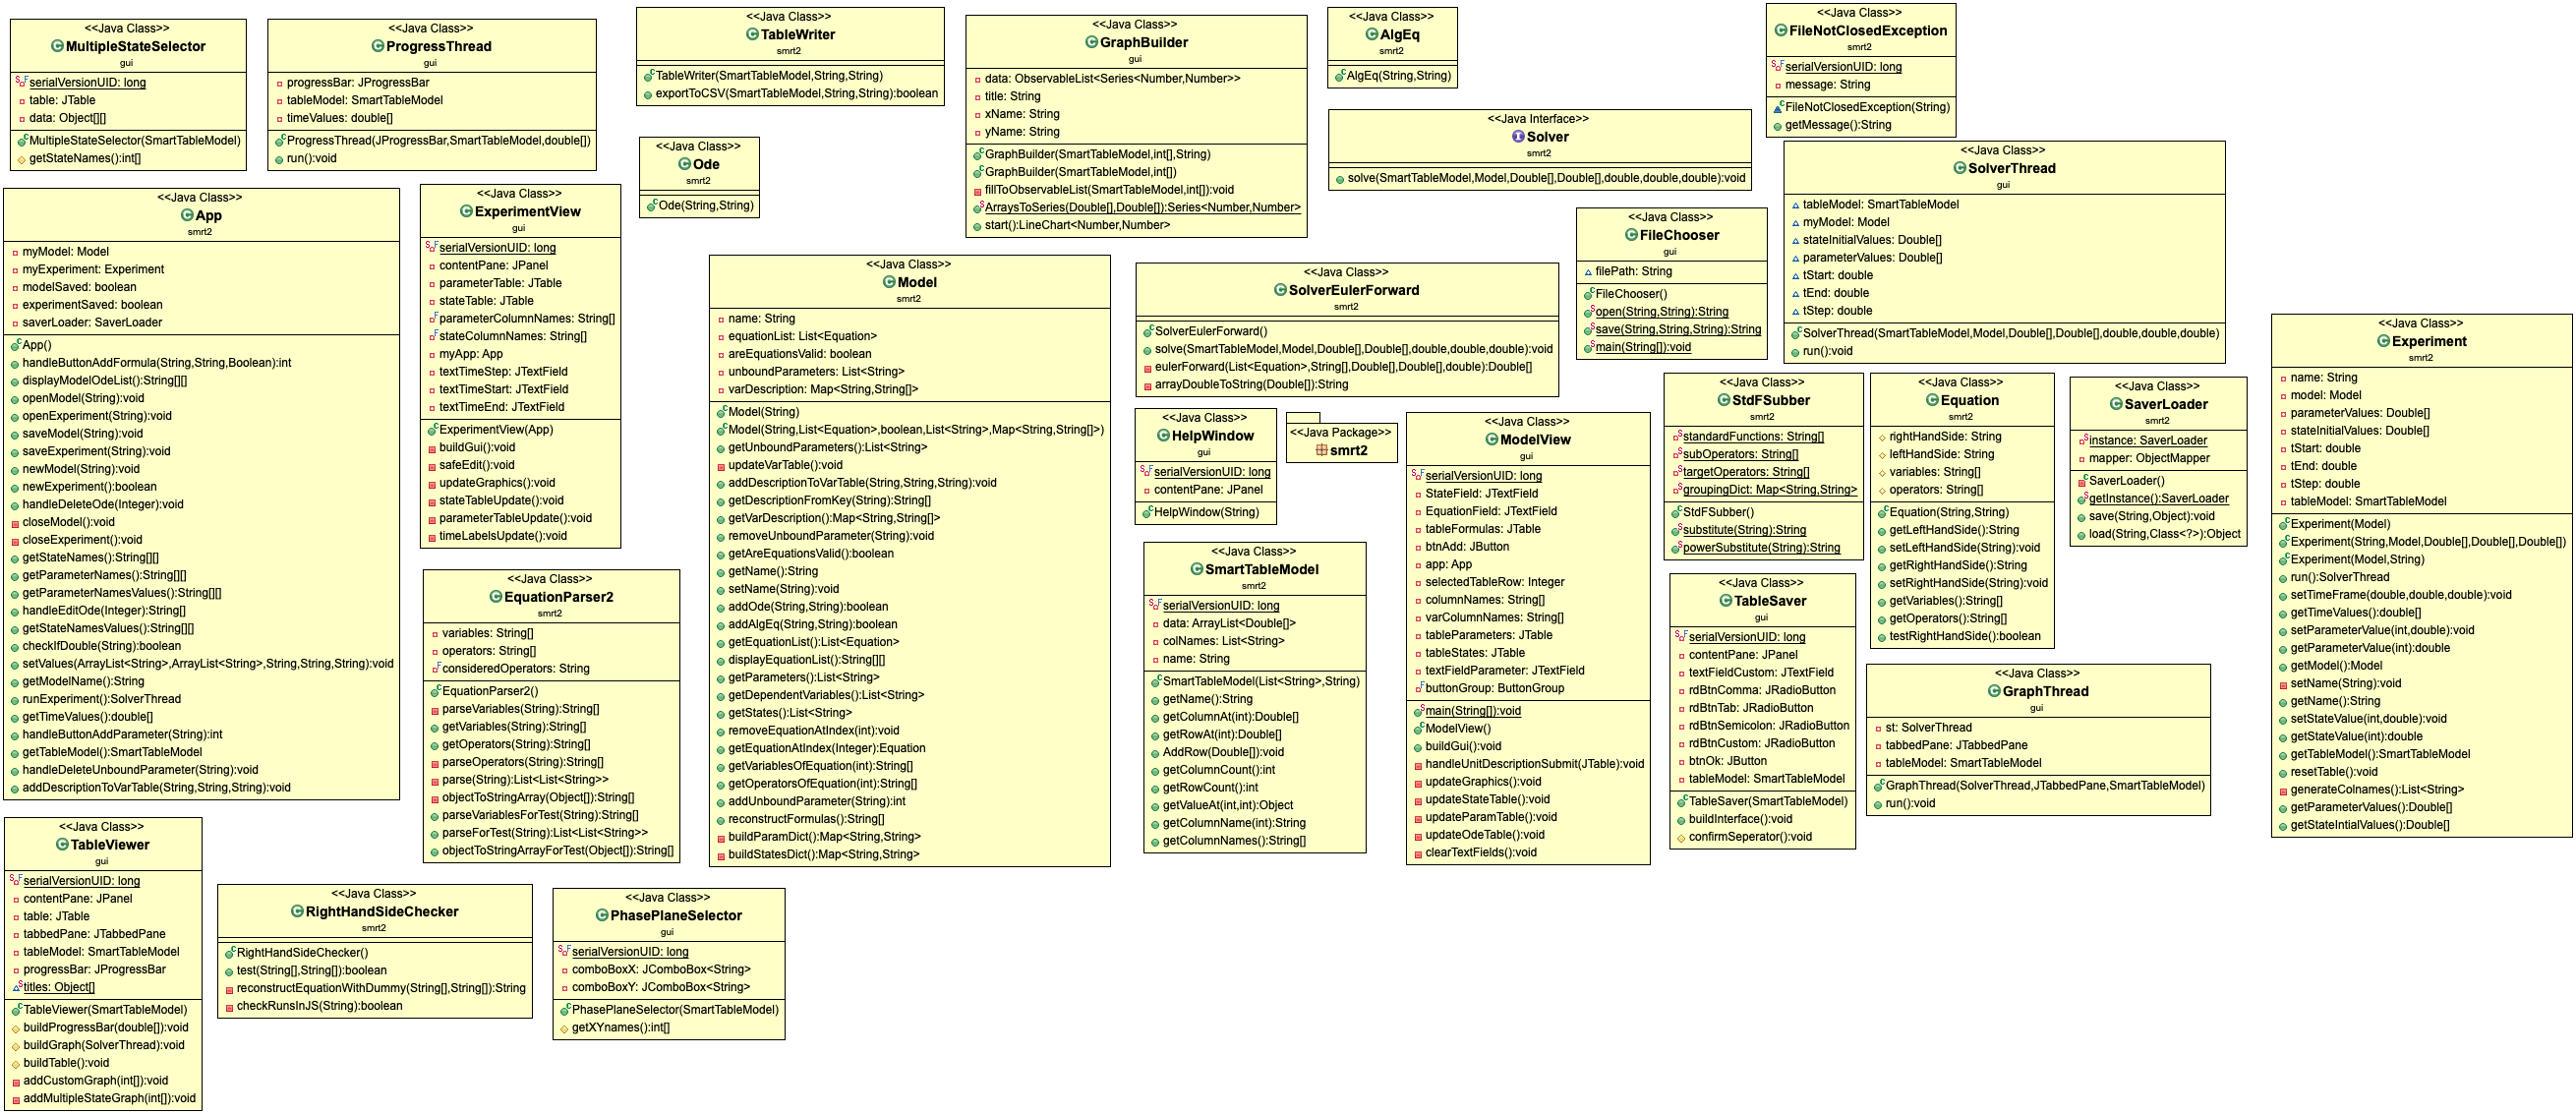 <<Java Class>>
MultipleStateSelector
gui
serialVersionUID: long
table: JTable
data: Object[][]
MultipleStateSelector(SmartTableModel)
getStateNames():int[]
<<Java Class>>
ProgressThread
gui
progressBar: JProgressBar
tableModel: SmartTableModel
timeValues: double[]
ProgressThread(JProgressBar,SmartTableModel,double[])
run():void
<<Java Class>>
TableWriter
smrt2
TableWriter(SmartTableModel,String,String)
exportToCSV(SmartTableModel,String,String):boolean
<<Java Class>>
GraphBuilder
gui
data: ObservableList<Series<Number,Number>>
title: String
xName: String
yName: String
GraphBuilder(SmartTableModel,int[],String)
GraphBuilder(SmartTableModel,int[])
fillToObservableList(SmartTableModel,int[]):void
ArraysToSeries(Double[],Double[]):Series<Number,Number>
start():LineChart<Number,Number>
<<Java Class>>
AlgEq
smrt2
AlgEq(String,String)
<<Java Class>>
FileNotClosedException
smrt2
serialVersionUID: long
message: String
FileNotClosedException(String)
getMessage():String
<<Java Interface>>
Solver
smrt2
solve(SmartTableModel,Model,Double[],Double[],double,double,double):void
<<Java Class>>
Ode
smrt2
Ode(String,String)
<<Java Class>>
SolverThread
gui
tableModel: SmartTableModel
myModel: Model
stateInitialValues: Double[]
parameterValues: Double[]
tStart: double
tEnd: double
tStep: double
SolverThread(SmartTableModel,Model,Double[],Double[],double,double,double)
run():void
<<Java Class>>
App
smrt2
myModel: Model
myExperiment: Experiment
modelSaved: boolean
experimentSaved: boolean
saverLoader: SaverLoader
App()
handleButtonAddFormula(String,String,Boolean):int
displayModelOdeList():String[][]
openModel(String):void
openExperiment(String):void
saveModel(String):void
saveExperiment(String):void
newModel(String):void
newExperiment():boolean
handleDeleteOde(Integer):void
closeModel():void
closeExperiment():void
getStateNames():String[][]
getParameterNames():String[][]
getParameterNamesValues():String[][]
handleEditOde(Integer):String[]
getStateNamesValues():String[][]
checkIfDouble(String):boolean
setValues(ArrayList<String>,ArrayList<String>,String,String,String):void
getModelName():String
runExperiment():SolverThread
getTimeValues():double[]
handleButtonAddParameter(String):int
getTableModel():SmartTableModel
handleDeleteUnboundParameter(String):void
addDescriptionToVarTable(String,String,String):void
<<Java Class>>
ExperimentView
gui
serialVersionUID: long
contentPane: JPanel
parameterTable: JTable
stateTable: JTable
parameterColumnNames: String[]
stateColumnNames: String[]
myApp: App
textTimeStep: JTextField
textTimeStart: JTextField
textTimeEnd: JTextField
ExperimentView(App)
buildGui():void
safeEdit():void
updateGraphics():void
stateTableUpdate():void
parameterTableUpdate():void
timeLabelsUpdate():void
<<Java Class>>
FileChooser
gui
filePath: String
FileChooser()
open(String,String):String
save(String,String,String):String
main(String[]):void
<<Java Class>>
Model
smrt2
name: String
equationList: List<Equation>
areEquationsValid: boolean
unboundParameters: List<String>
varDescription: Map<String,String[]>
Model(String)
Model(String,List<Equation>,boolean,List<String>,Map<String,String[]>)
getUnboundParameters():List<String>
updateVarTable():void
addDescriptionToVarTable(String,String,String):void
getDescriptionFromKey(String):String[]
getVarDescription():Map<String,String[]>
removeUnboundParameter(String):void
getAreEquationsValid():boolean
getName():String
setName(String):void
addOde(String,String):boolean
addAlgEq(String,String):boolean
getEquationList():List<Equation>
displayEquationList():String[][]
getParameters():List<String>
getDependentVariables():List<String>
getStates():List<String>
removeEquationAtIndex(int):void
getEquationAtIndex(Integer):Equation
getVariablesOfEquation(int):String[]
getOperatorsOfEquation(int):String[]
addUnboundParameter(String):int
reconstructFormulas():String[]
buildParamDict():Map<String,String>
buildStatesDict():Map<String,String>
<<Java Class>>
SolverEulerForward
smrt2
SolverEulerForward()
solve(SmartTableModel,Model,Double[],Double[],double,double,double):void
eulerForward(List<Equation>,String[],Double[],Double[],double):Double[]
arrayDoubleToString(Double[]):String
<<Java Class>>
Experiment
smrt2
name: String
model: Model
parameterValues: Double[]
stateInitialValues: Double[]
tStart: double
tEnd: double
tStep: double
tableModel: SmartTableModel
Experiment(Model)
Experiment(String,Model,Double[],Double[],Double[])
Experiment(Model,String)
run():SolverThread
setTimeFrame(double,double,double):void
getTimeValues():double[]
setParameterValue(int,double):void
getParameterValue(int):double
getModel():Model
setName(String):void
getName():String
setStateValue(int,double):void
getStateValue(int):double
getTableModel():SmartTableModel
resetTable():void
generateColnames():List<String>
getParameterValues():Double[]
getStateIntialValues():Double[]
<<Java Class>>
HelpWindow
gui
serialVersionUID: long
contentPane: JPanel
HelpWindow(String)
<<Java Package>>
smrt2
<<Java Class>>
ModelView
gui
serialVersionUID: long
StateField: JTextField
EquationField: JTextField
tableFormulas: JTable
btnAdd: JButton
app: App
selectedTableRow: Integer
columnNames: String[]
varColumnNames: String[]
tableParameters: JTable
tableStates: JTable
textFieldParameter: JTextField
buttonGroup: ButtonGroup
main(String[]):void
ModelView()
buildGui():void
handleUnitDescriptionSubmit(JTable):void
updateGraphics():void
updateStateTable():void
updateParamTable():void
updateOdeTable():void
clearTextFields():void
<<Java Class>>
StdFSubber
smrt2
standardFunctions: String[]
subOperators: String[]
targetOperators: String[]
groupingDict: Map<String,String>
StdFSubber()
substitute(String):String
powerSubstitute(String):String
<<Java Class>>
Equation
smrt2
rightHandSide: String
leftHandSide: String
variables: String[]
operators: String[]
Equation(String,String)
getLeftHandSide():String
setLeftHandSide(String):void
getRightHandSide():String
setRightHandSide(String):void
getVariables():String[]
getOperators():String[]
testRightHandSide():boolean
<<Java Class>>
SaverLoader
smrt2
instance: SaverLoader
mapper: ObjectMapper
SaverLoader()
getInstance():SaverLoader
save(String,Object):void
load(String,Class<?>):Object
<<Java Class>>
SmartTableModel
smrt2
serialVersionUID: long
data: ArrayList<Double[]>
colNames: List<String>
name: String
SmartTableModel(List<String>,String)
getName():String
getColumnAt(int):Double[]
getRowAt(int):Double[]
AddRow(Double[]):void
getColumnCount():int
getRowCount():int
getValueAt(int,int):Object
getColumnName(int):String
getColumnNames():String[]
<<Java Class>>
EquationParser2
smrt2
variables: String[]
operators: String[]
consideredOperators: String
EquationParser2()
parseVariables(String):String[]
getVariables(String):String[]
getOperators(String):String[]
parseOperators(String):String[]
parse(String):List<List<String>>
objectToStringArray(Object[]):String[]
parseVariablesForTest(String):String[]
parseForTest(String):List<List<String>>
objectToStringArrayForTest(Object[]):String[]
<<Java Class>>
TableSaver
gui
serialVersionUID: long
contentPane: JPanel
textFieldCustom: JTextField
rdBtnComma: JRadioButton
rdBtnTab: JRadioButton
rdBtnSemicolon: JRadioButton
rdBtnCustom: JRadioButton
btnOk: JButton
tableModel: SmartTableModel
TableSaver(SmartTableModel)
buildInterface():void
confirmSeperator():void
<<Java Class>>
GraphThread
gui
st: SolverThread
tabbedPane: JTabbedPane
tableModel: SmartTableModel
GraphThread(SolverThread,JTabbedPane,SmartTableModel)
run():void
<<Java Class>>
TableViewer
gui
serialVersionUID: long
contentPane: JPanel
table: JTable
tabbedPane: JTabbedPane
tableModel: SmartTableModel
progressBar: JProgressBar
titles: Object[]
TableViewer(SmartTableModel)
buildProgressBar(double[]):void
buildGraph(SolverThread):void
buildTable():void
addCustomGraph(int[]):void
addMultipleStateGraph(int[]):void
<<Java Class>>
RightHandSideChecker
smrt2
RightHandSideChecker()
test(String[],String[]):boolean
reconstructEquationWithDummy(String[],String[]):String
checkRunsInJS(String):boolean
<<Java Class>>
PhasePlaneSelector
gui
serialVersionUID: long
comboBoxX: JComboBox<String>
comboBoxY: JComboBox<String>
PhasePlaneSelector(SmartTableModel)
getXYnames():int[]